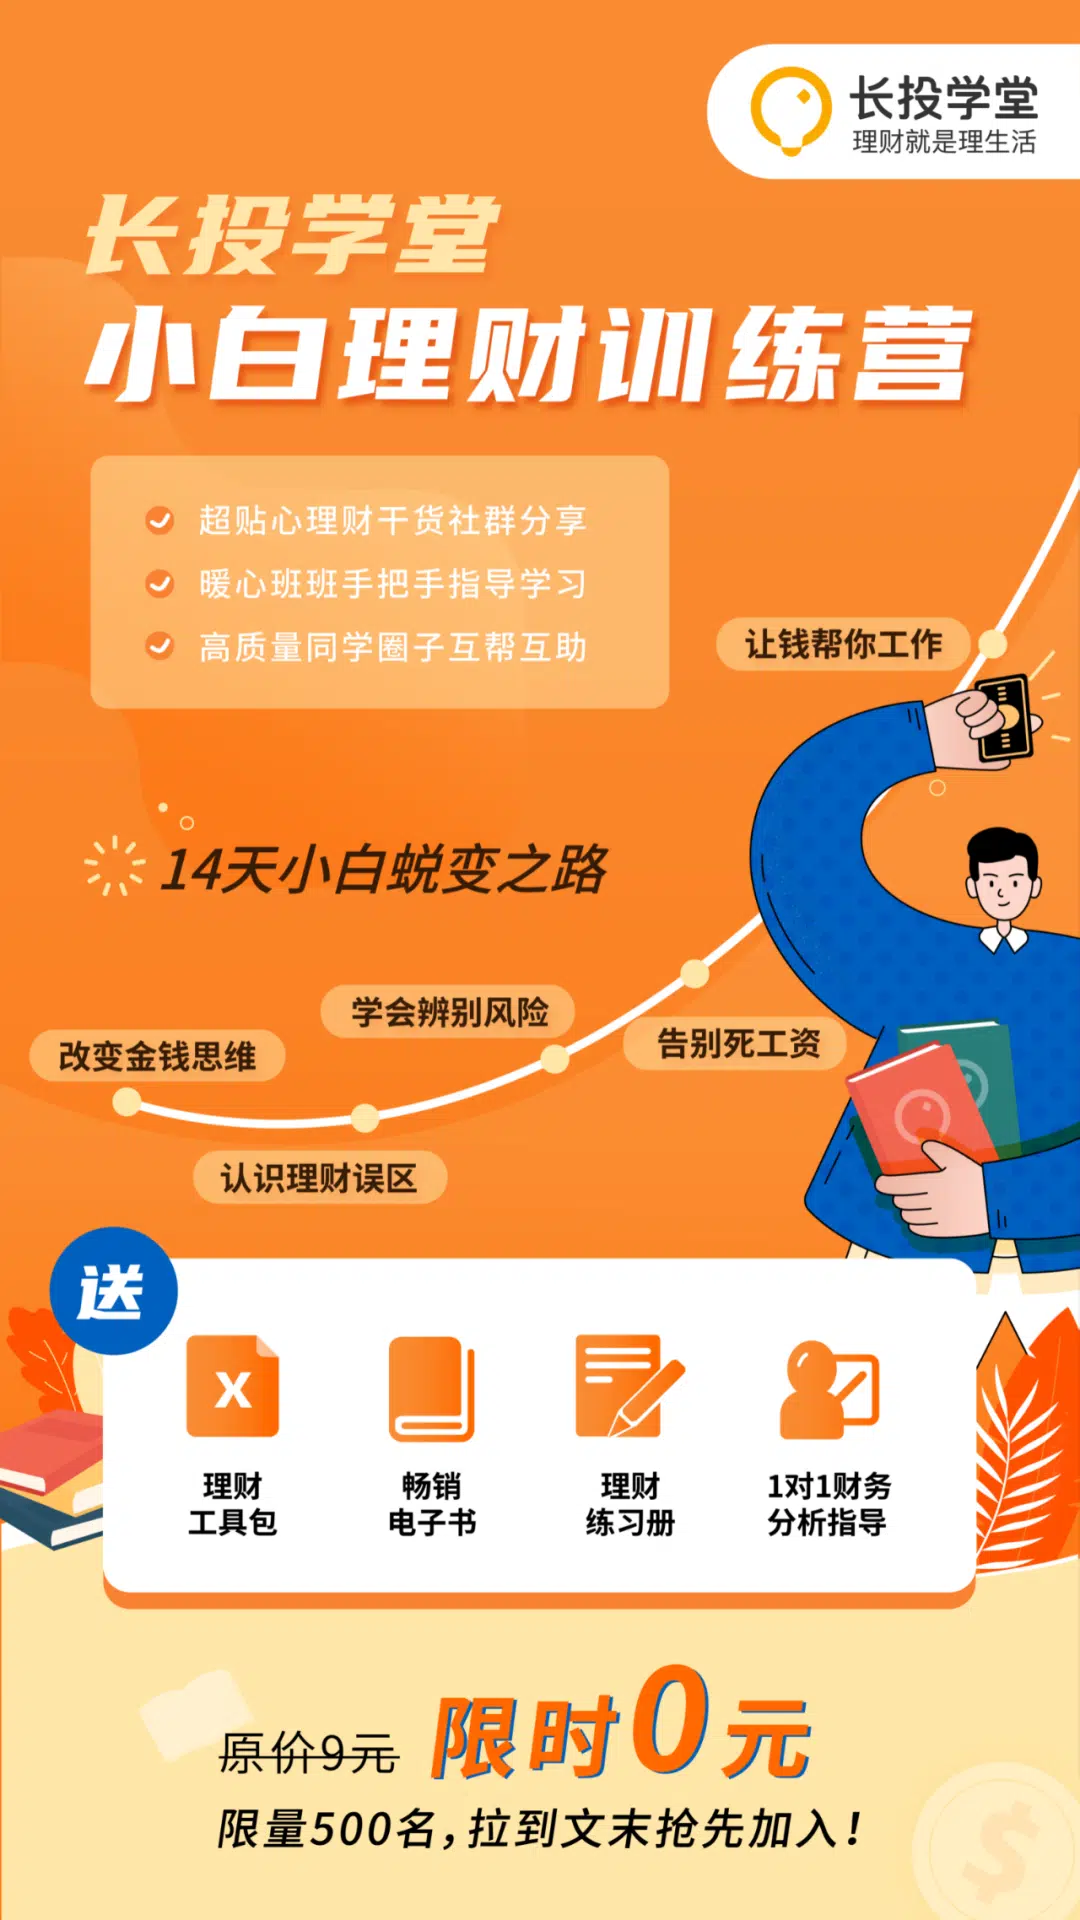 长投学堂
理财就是理生活
长投学堂
小白理财训练营
超贴心理财干货社群分享
暖心班班手把手指导学习
高质量同学圈子互帮互助
让钱帮你工作
14天小白蜕变之路
学会辨别风险
告别死工资
改变金钱思维
认识理财误区
送
X
理财
工具包
畅销
电子书
理财
练习册
1对1财务
分析指导
原价9元 限时0元
限量500名,拉到文末抢先加入!
$